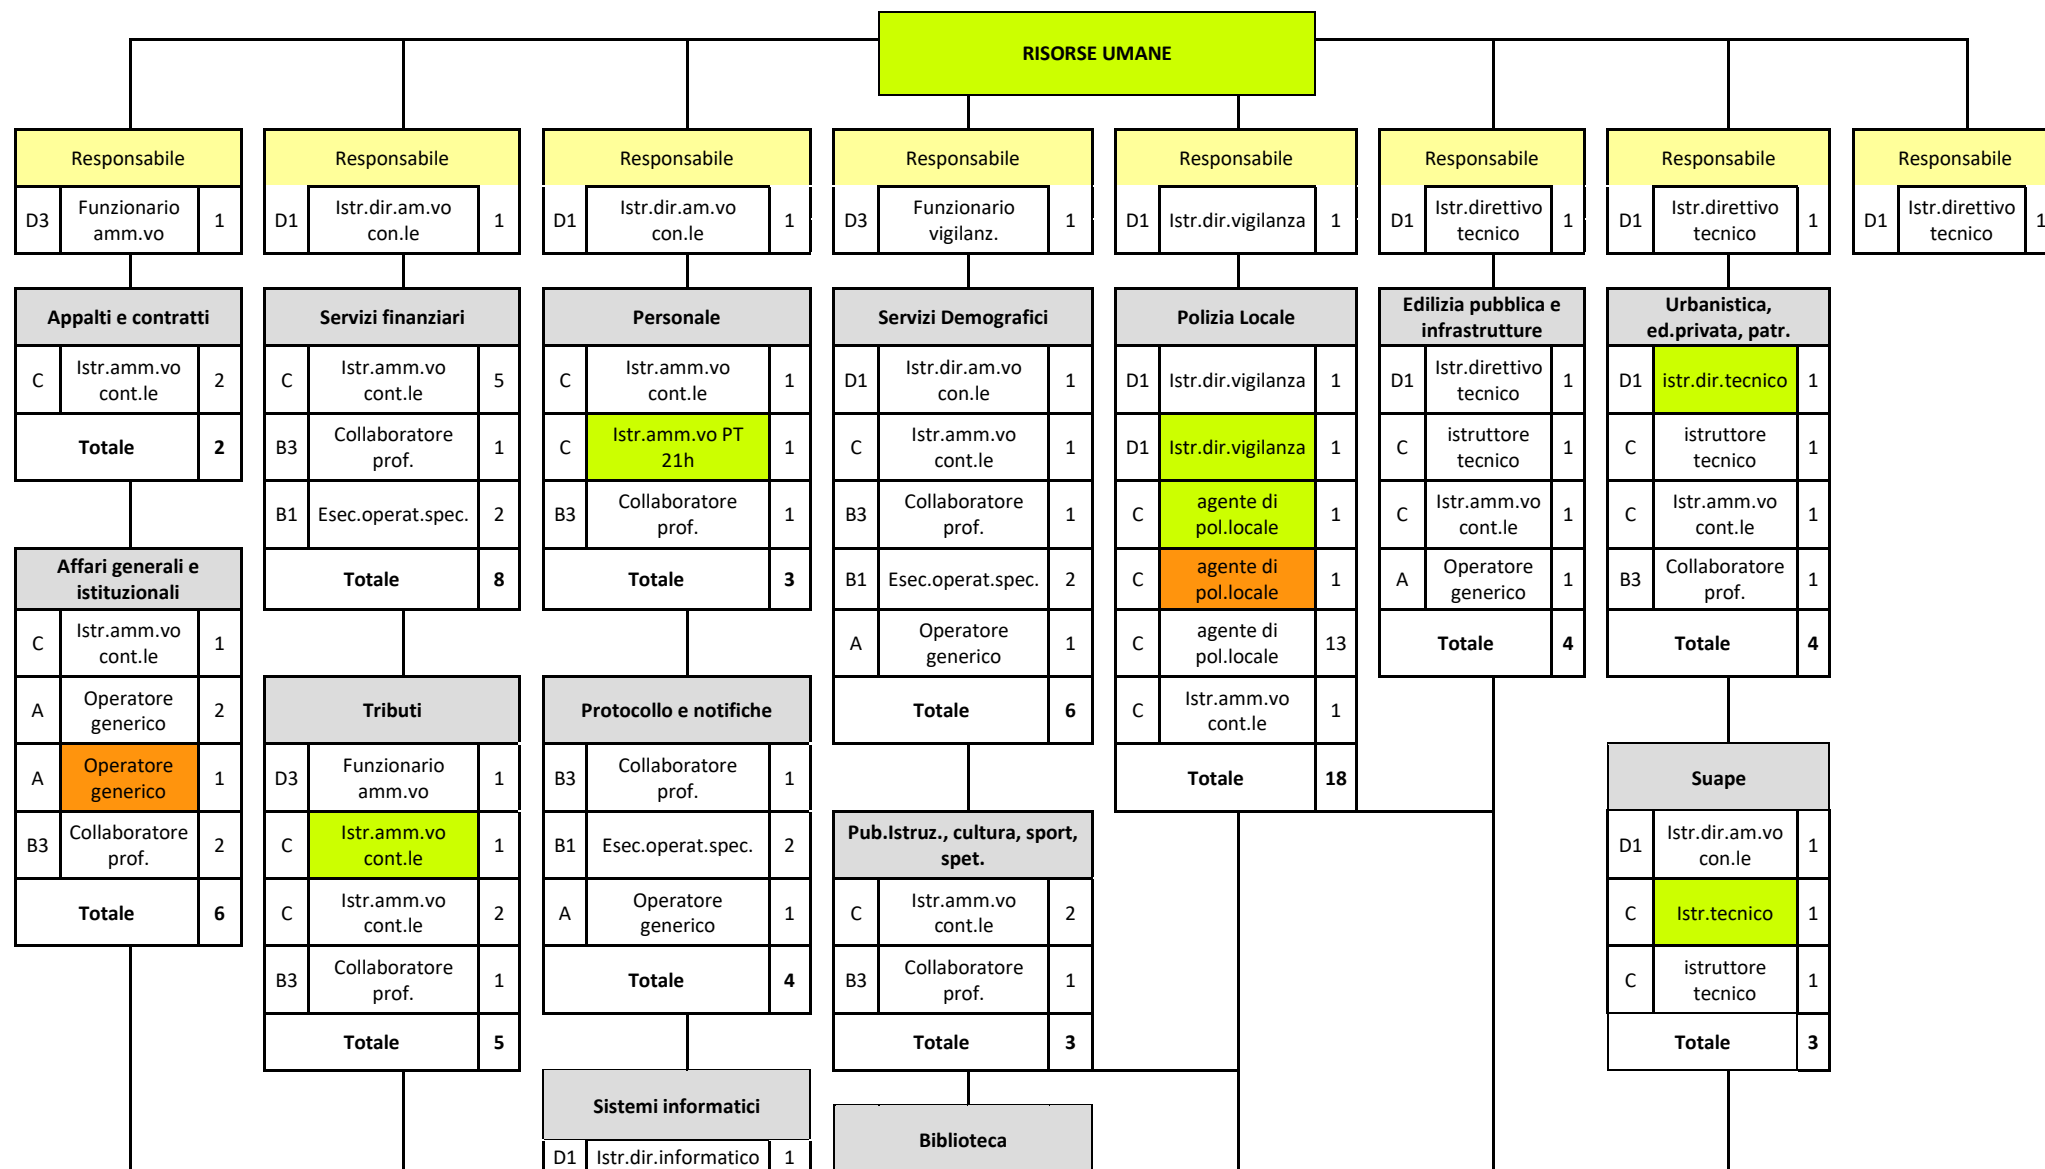 RISORSE UMANE
Responsabile
D3 Funzionario amm.vo 1
Appalti e contratti
C Istr.amm.vo cont.le 2
Totale 2
Affari generali e istituzionali
C Istr.amm.vo cont.le 1
A Operatore generico 2
A Operatore generico 1
B3 Collaboratore prof. 2
Totale 6
Responsabile
D1 Istr.dir.am.vo con.le 1
Servizi finanziari
C Istr.amm.vo cont.le 5
B3 Collaboratore prof. 1
B1 Esec.operat.spec. 2
Totale 8
Tributi
D3 Funzionario amm.vo 1
C Istr.amm.vo cont.le 1
C Istr.amm.vo cont.le 2
B3 Collaboratore prof. 1
Totale 5
Responsabile
D1 Istr.dir.am.vo con.le 1
Personale
C Istr.amm.vo cont.le 1
C Istr.amm.vo PT 21h 1
B3 Collaboratore prof. 1
Totale 3
Protocollo e notifiche
B3 Collaboratore prof. 1
B1 Esec.operat.spec. 2
A Operatore generico 1
Totale 4
Sistemi informatici
D1 Istr.dir.informatico 1
Responsabile
D3 Funzionario vigilanz. 1
Servizi Demografici
D1 Istr.dir.am.vo con.le 1
C Istr.amm.vo cont.le 1
B3 Collaboratore prof. 1
B1 Esec.operat.spec. 2
A Operatore generico 1
Totale 6
Pub.Istruz., cultura, sport, spet.
C Istr.amm.vo cont.le 2
B3 Collaboratore prof. 1
Totale 3
Biblioteca
Responsabile
D1 Istr.dir.vigilanza 1
Polizia Locale
D1 Istr.dir.vigilanza 1
D1 Istr.dir.vigilanza 1
C agente di pol.locale 1
C agente di pol.locale 1
C agente di pol.locale 13
C Istr.amm.vo cont.le 1
Totale 18
Responsabile
D1 Istr.direttivo tecnico 1
Edilizia pubblica e infrastrutture
D1 Istr.direttivo tecnico 1
C istruttore tecnico 1
C Istr.amm.vo cont.le 1
A Operatore generico 1
Totale 4
Responsabile
D1 Istr.direttivo tecnico 1
Urbanistica, ed.privata, patr.
D1 istr.dir.tecnico 1
C istruttore tecnico 1
C Istr.amm.vo cont.le 1
B3 Collaboratore prof. 1
Totale 4
Suape
D1 Istr.dir.am.vo con.le 1
C Istr.tecnico 1
C istruttore tecnico 1
Totale 3
Responsabile
D1 Istr.direttivo tecnico 1